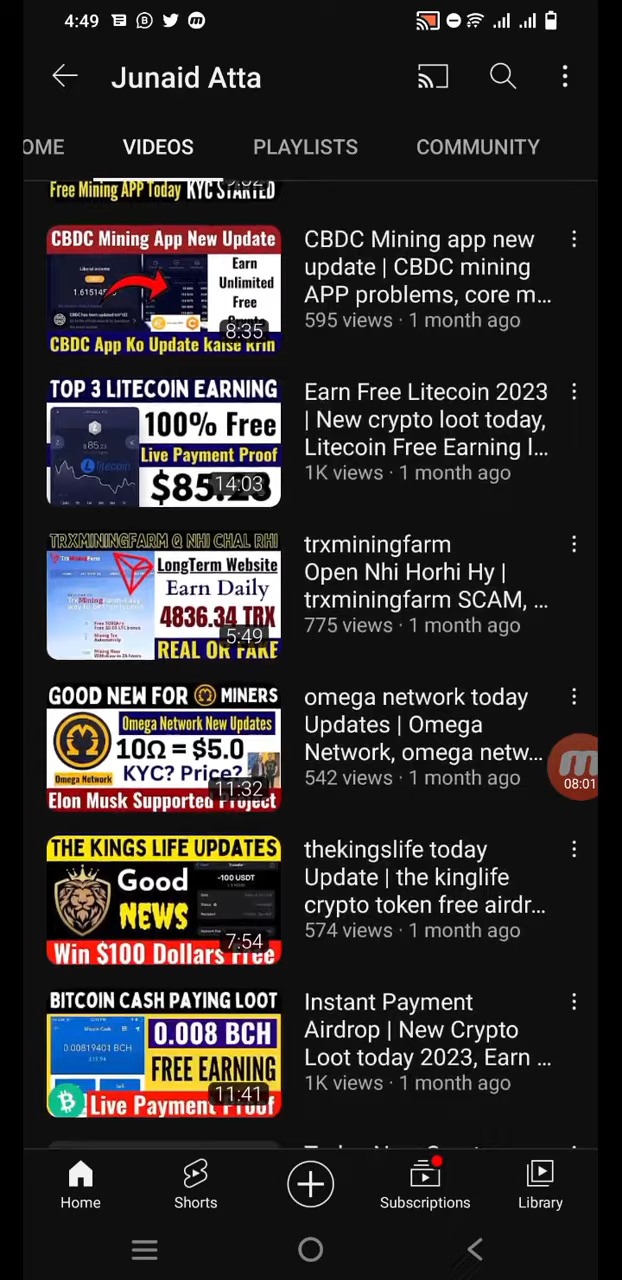 4:49
Junaid Atta
OME VIDEOS PLAYLISTS COMMUNITY
Free Mining APP Today KYC STARTED
CBDC Mining App New Update
Earn
Unlimited
Free
8:35
CBDC App Ko Update kaise krin
CBDC Mining app new
update | CBDC mining
APP problems, core m...
595 views · 1 month ago
TOP 3 LITECOIN EARNING
100% Free
Live Payment Proof
litecoin
14:03
Earn Free Litecoin 2023
| New crypto loot today,
Litecoin Free Earning l...
1K views · 1 month ago
TRXMININGFARM Q NHI CHAL RHI
LongTerm Website
Earn Daily
4836.34 TRX
5:49
REAL OR FAKE
trxminingfarm
Open Nhi Horhi Hy |
trxminingfarm SCAM, ...
775 views · 1 month ago
GOOD NEW FOR MINERS
Omega Network New Updates
10Ω = $5.0
KYC? Price?
Omega Network
11:32
Elon Musk Supported Project
omega network today
Updates | Omega
Network, omega netw...
542 views · 1 month ago
m
08:01
THE KINGS LIFE UPDATES
Good
NEWS
-100 USDT
7:54
Win $100 Dollars Free
thekingslife today
Update | the kinglife
crypto token free airdr...
574 views · 1 month ago
BITCOIN CASH PAYING LOOT
Bitcoin Cash
0.00819401 BCH
0.008 BCH
FREE EARNING
11:41
Live Payment Proof
Instant Payment
Airdrop | New Crypto
Loot today 2023, Earn ...
1K views · 1 month ago
Home Shorts Subscriptions Library